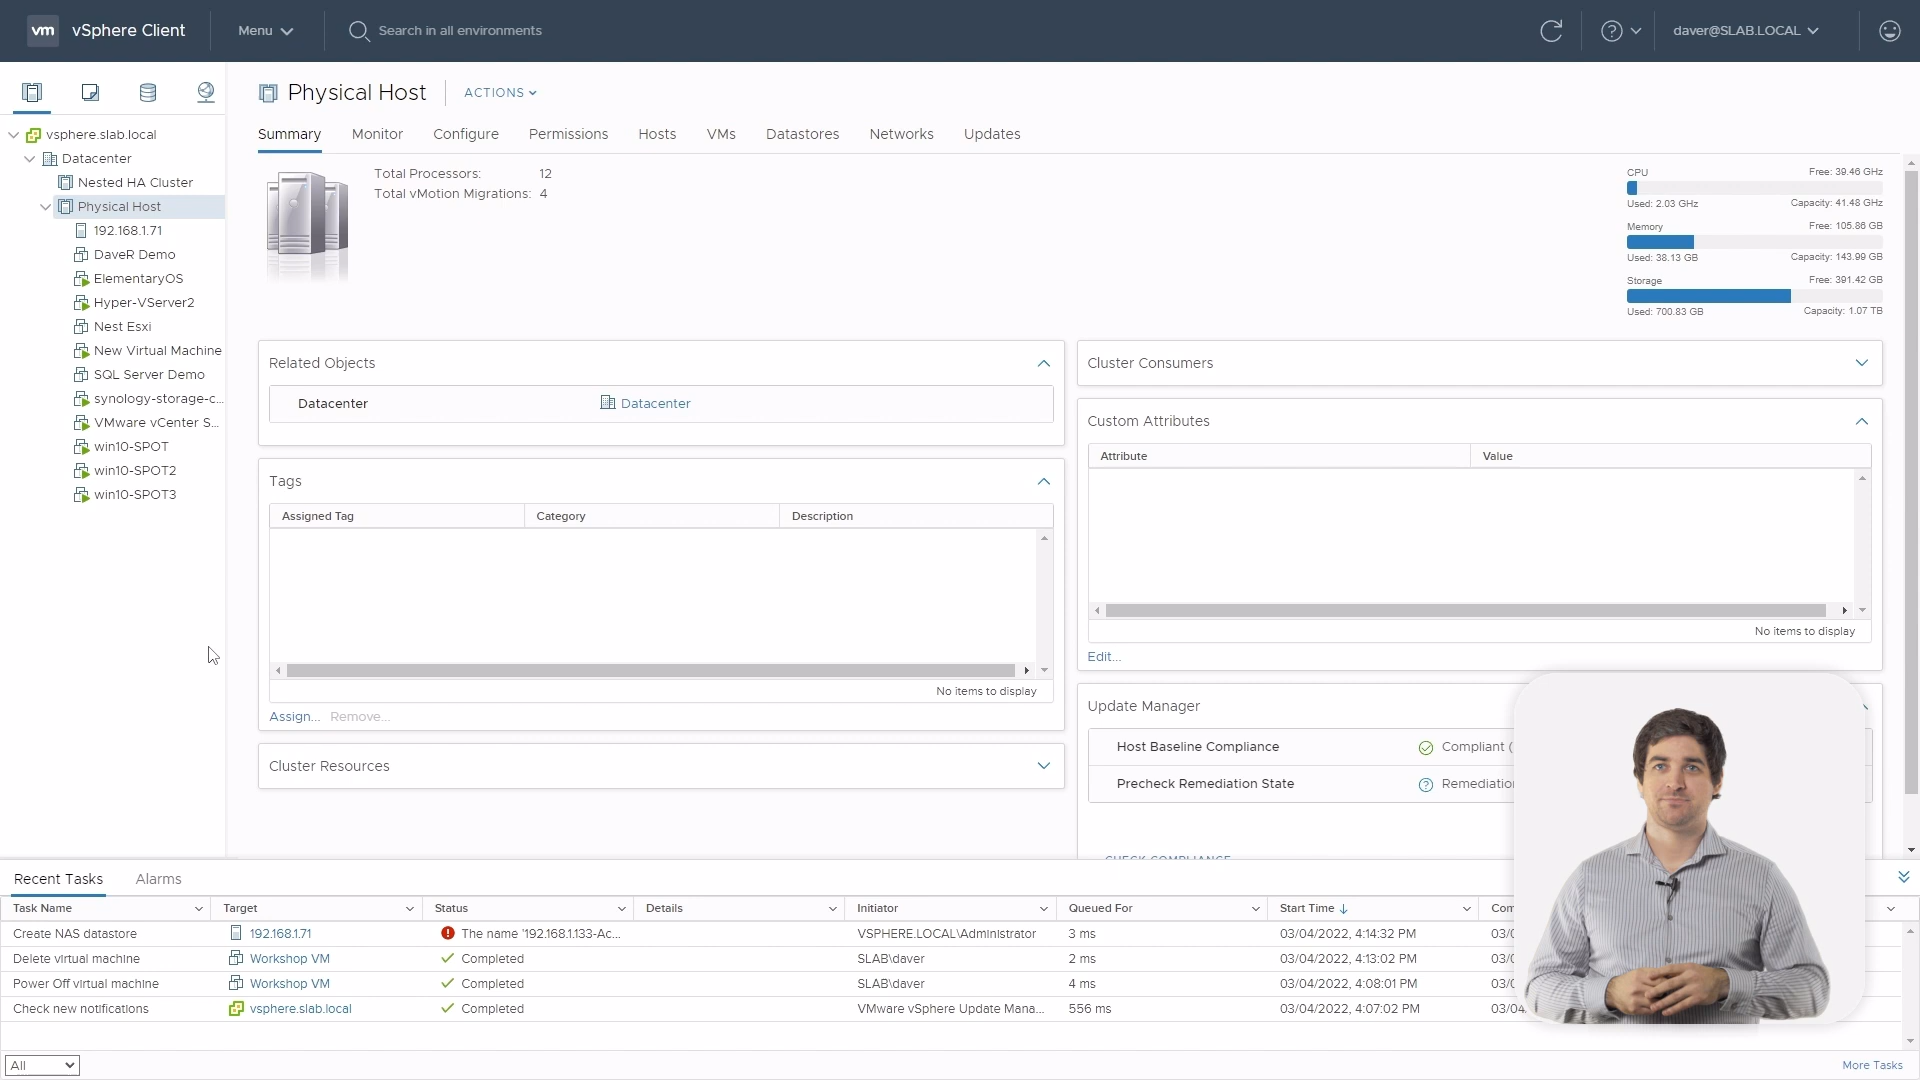 vm vSphere Client Menu Search in all environments daver@SLAB.LOCAL
Physical Host ACTIONS
Summary Monitor Configure Permissions Hosts VMs Datastores Networks Updates
vsphere.slab.local
Datacenter
Nested HA Cluster
Physical Host
192.168.1.71
DaveR Demo
ElementaryOS
Hyper-VServer2
Nest Esxi
New Virtual Machine
SQL Server Demo
synology-storage-c...
VMware vCenter S...
win10-SPOT
win10-SPOT2
win10-SPOT3
Total Processors: 12
Total vMotion Migrations: 4
CPU Free: 39.46 GHz
Used: 2.03 GHz Capacity: 41.48 GHz
Memory Free: 105.86 GB
Used: 38.13 GB Capacity: 143.99 GB
Storage Free: 391.42 GB
Used: 700.83 GB Capacity: 1.07 TB
Related Objects
Datacenter Datacenter
Tags
Assigned Tag Category Description
No items to display
Assign... Remove...
Cluster Resources
Cluster Consumers
Custom Attributes
Attribute Value
No items to display
Edit...
Update Manager
Host Baseline Compliance Compliant (
Precheck Remediation State Remediation
CHECK COMPLIANCE
Recent Tasks Alarms
Task Name Target Status Details Initiator Queued For Start Time Com
Create NAS datastore 192.168.1.71 The name '192.168.1.133-Ac... VSPHERE.LOCAL\Administrator 3 ms 03/04/2022, 4:14:32 PM 03/0
Delete virtual machine Workshop VM Completed SLAB\daver 2 ms 03/04/2022, 4:13:02 PM 03/0
Power Off virtual machine Workshop VM Completed SLAB\daver 4 ms 03/04/2022, 4:08:01 PM 03/0
Check new notifications vsphere.slab.local Completed VMware vSphere Update Mana... 556 ms 03/04/2022, 4:07:02 PM 03/04
All More Tasks